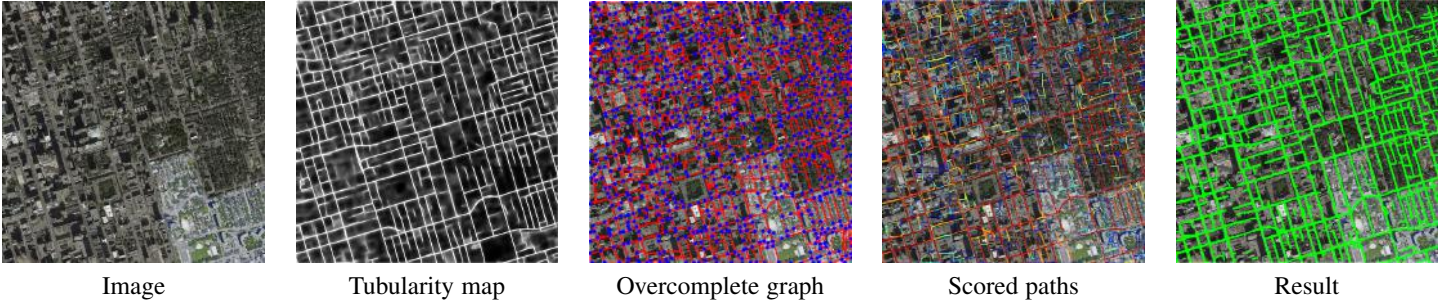 Image
Tubularity map
Overcomplete graph
Scored paths
Result